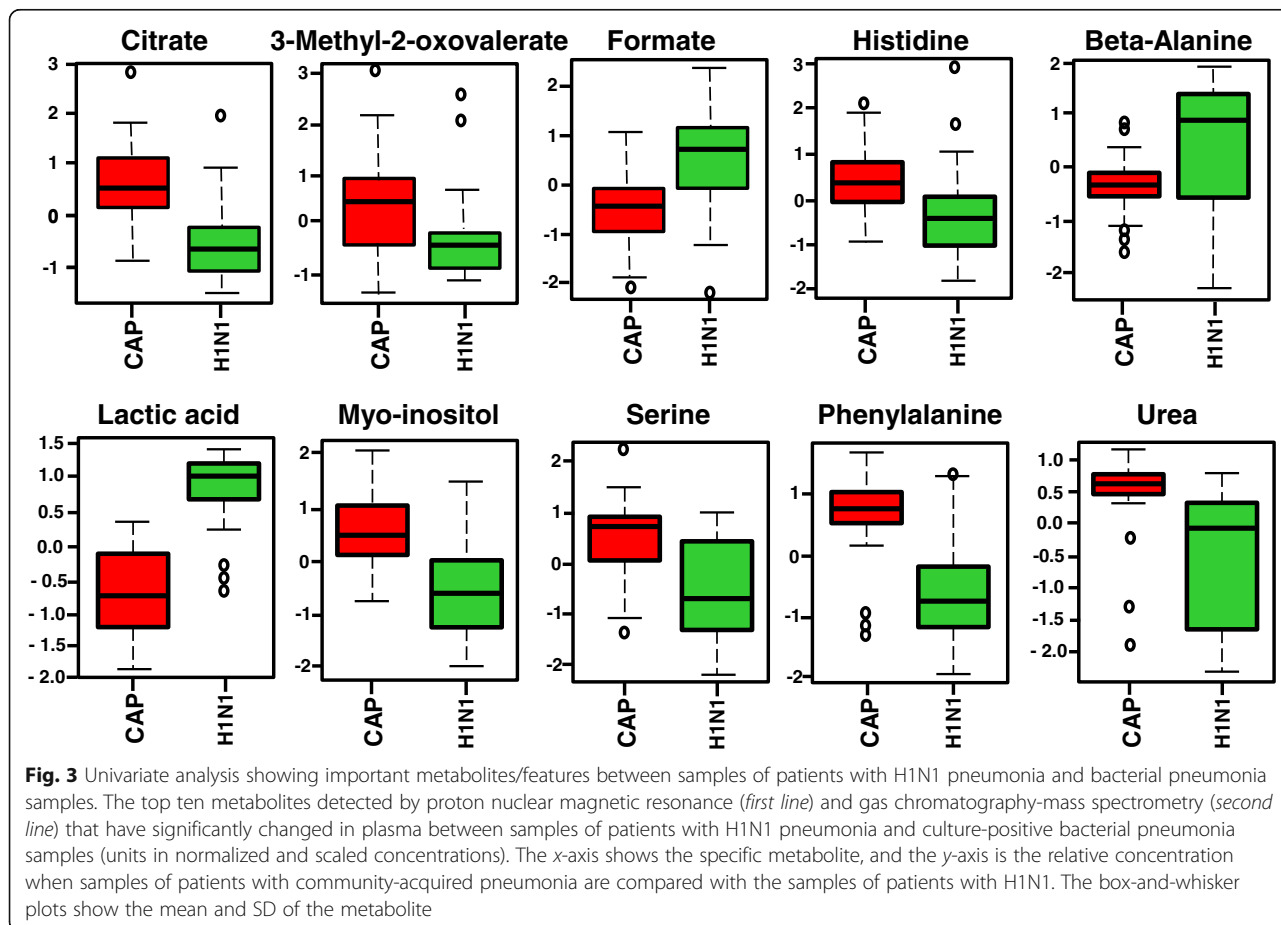 Citrate 3-Methyl-2-oxovalerate Formate Histidine Beta-Alanine
3
2
1
0
-1
CAP
H1N1
3
2
1
0
-1
CAP
H1N1
2
1
0
-1
-2
CAP
H1N1
3
2
1
0
-1
-2
CAP
H1N1
2
1
0
-1
-2
CAP
H1N1
Lactic acid Myo-inositol Serine Phenylalanine Urea
1.5
1.0
0.5
0.0
- 0.5
- 1.0
- 1.5
- 2.0
CAP
H1N1
2
1
0
-1
-2
CAP
H1N1
2
1
0
-1
-2
CAP
H1N1
1
0
-1
-2
CAP
H1N1
1.0
0.5
0.0
-0.5
-1.0
-1.5
- 2.0
CAP
H1N1
Fig. 3 Univariate analysis showing important metabolites/features between samples of patients with H1N1 pneumonia and bacterial pneumonia
samples. The top ten metabolites detected by proton nuclear magnetic resonance (first line) and gas chromatography-mass spectrometry (second
line) that have significantly changed in plasma between samples of patients with H1N1 pneumonia and culture-positive bacterial pneumonia
samples (units in normalized and scaled concentrations). The x-axis shows the specific metabolite, and the y-axis is the relative concentration
when samples of patients with community-acquired pneumonia are compared with the samples of patients with H1N1. The box-and-whisker
plots show the mean and SD of the metabolite